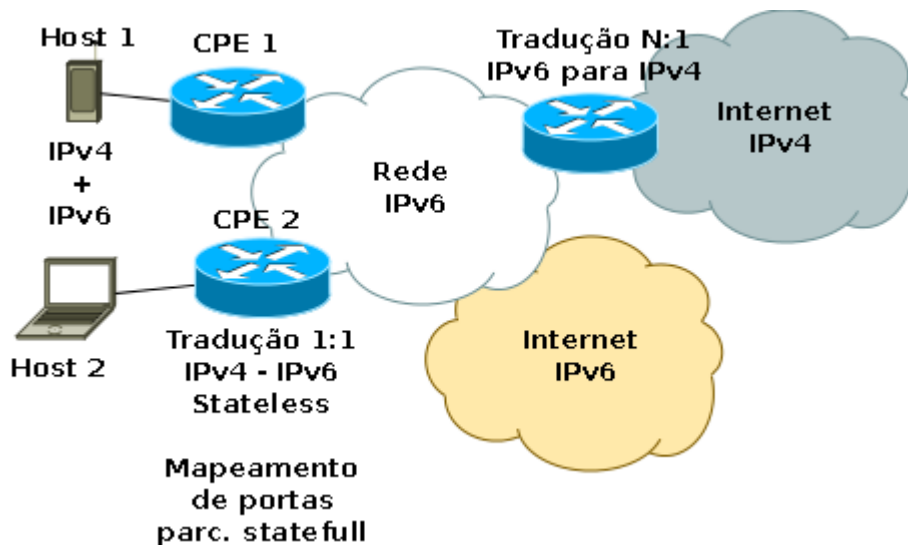 Host 1
CPE 1
IPv4
+
IPv6
CPE 2
Host 2
Tradução 1:1
IPv4 - IPv6
Stateless
Mapeamento
de portas
parc. statefull
Rede
IPv6
Tradução N:1
IPv6 para IPv4
Internet
IPv4
Internet
IPv6